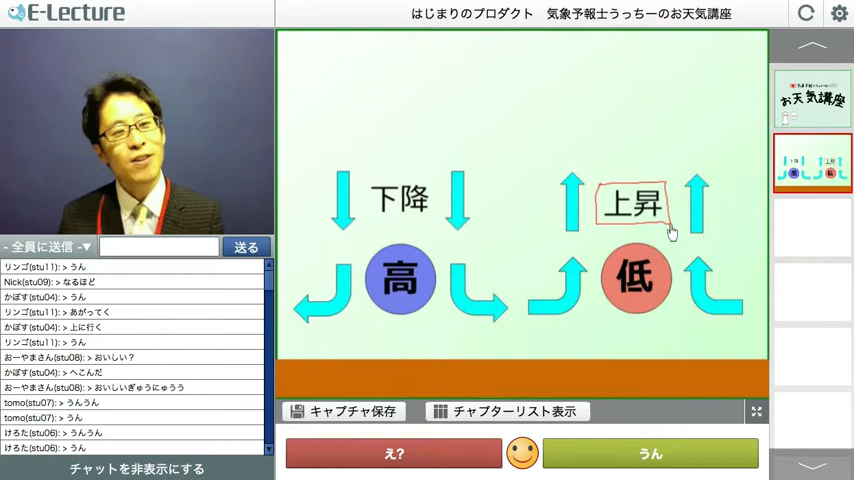 E-Lecture
はじまりのプロダクト 気象予報士うっちーのお天気講座
下降
上昇
高
低
お天気講座
下降
上昇
高
低
- 全員に送信 -▼
送る
リンゴ(stu11): > うん
Nick(stu09): > なるほど
かぼす(stu04): > うん
リンゴ(stu11): > あがってく
かぼす(stu04): > 上に行く
リンゴ(stu11): > うん
おーやまさん(stu08): > おいしい？
かぼす(stu04): > へこんだ
おーやまさん(stu08): > おいしいぎゅうにゅうう
tomo(stu07): > うんうん
tomo(stu07): > うん
けろた(stu06): > うんうん
けろた(stu06): > うん
チャットを非表示にする
キャプチャ保存
チャプターリスト表示
え?
うん